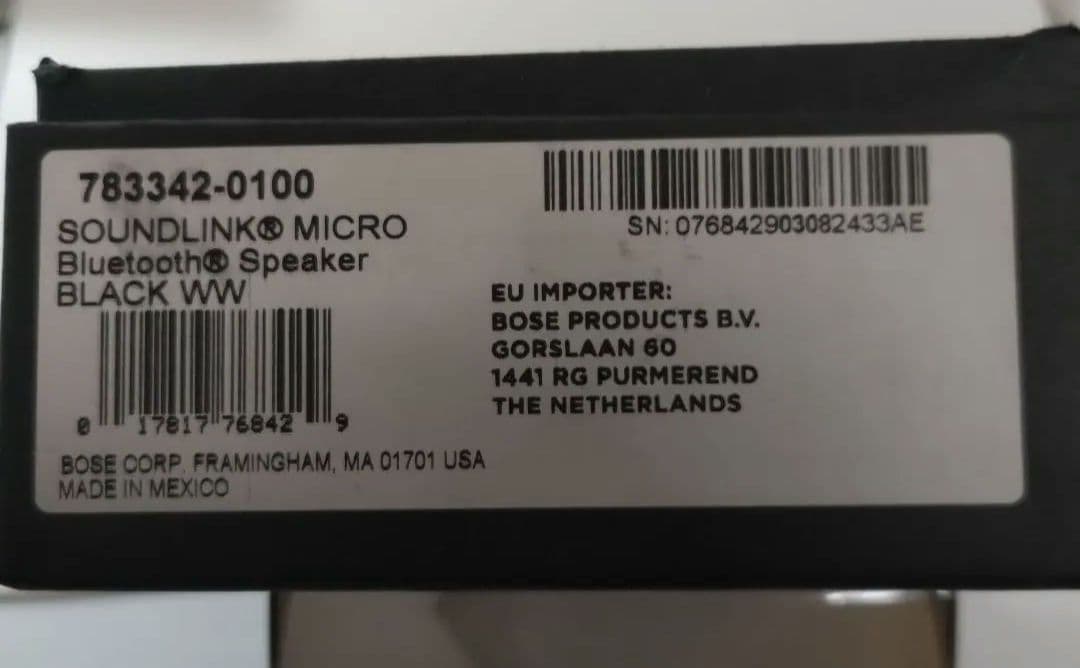 783342-0100
SOUNDLINK® MICRO
Bluetooth® Speaker
BLACK WW
0 17817 76842 9
BOSE CORP. FRAMINGHAM, MA 01701 USA
MADE IN MEXICO
SN: 076842903082433AE
EU IMPORTER:
BOSE PRODUCTS B.V.
GORSLAAN 60
1441 RG PURMEREND
THE NETHERLANDS